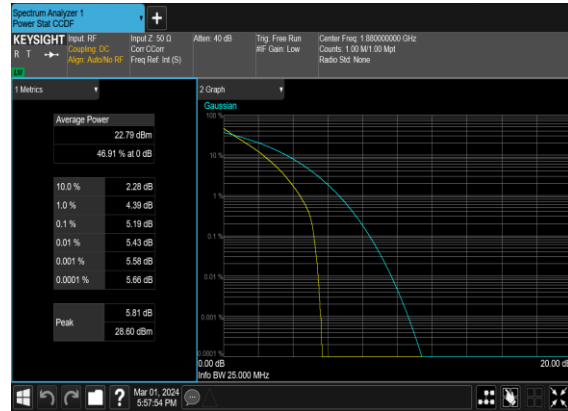 Spectrum Analyzer 1
Power Stat CCDF
KEYSIGHT
R T
LW
Input: RF
Coupling: DC
Align: Auto/No RF
Input Z: 50 Ω
Corr CCorr
Freq Ref: Int (S)
Atten: 40 dB
Trig: Free Run
#IF Gain: Low
Center Freq: 1.880000000 GHz
Counts: 1.00 M/1.00 Mpt
Radio Std: None
1 Metrics
Average Power
22.79 dBm
46.91 % at 0 dB
10.0 % 2.28 dB
1.0 % 4.39 dB
0.1 % 5.19 dB
0.01 % 5.43 dB
0.001 % 5.58 dB
0.0001 % 5.66 dB
Peak 5.81 dB
28.60 dBm
2 Graph
Gaussian
100 %
10 %
1 %
0.1 %
0.01 %
0.001 %
0.0001 %
0.00 dB 20.00 dB
Info BW 25.000 MHz
Mar 01, 2024
5:57:54 PM